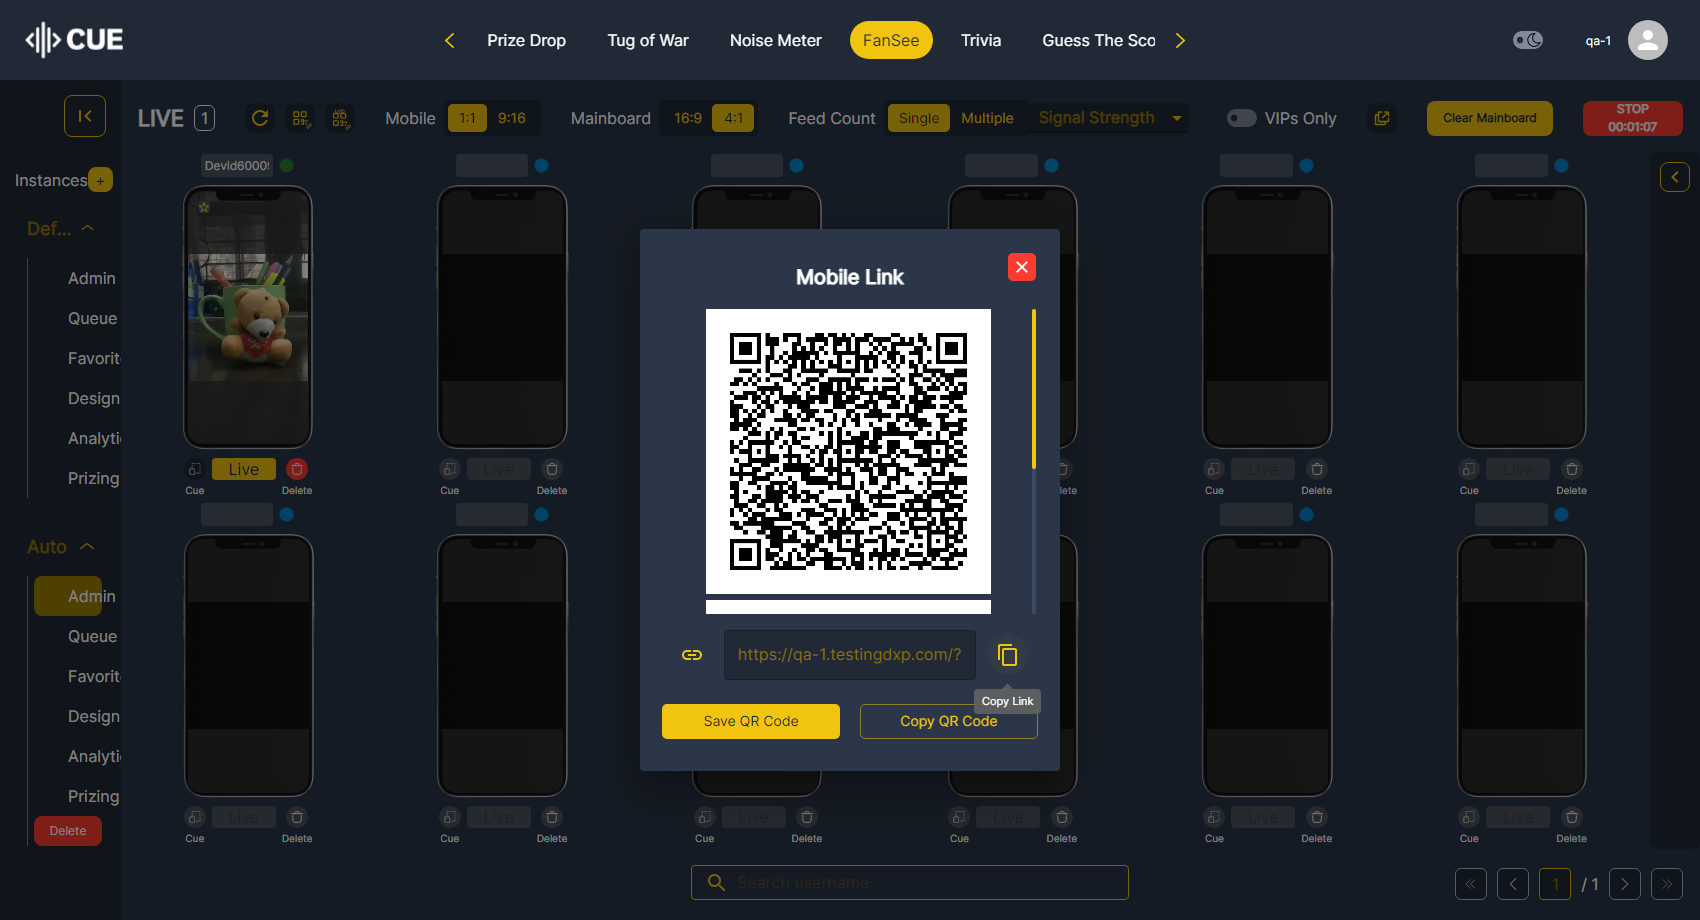 CUE
Prize Drop
Tug of War
Noise Meter
FanSee
Trivia
Guess The Sco
qa-1
LIVE 1
Mobile 1:1 9:16
Mainboard 16:9 4:1
Feed Count Single Multiple
Signal Strength
VIPs Only
Clear Mainboard
STOP
00:01:07
Instances +
Def...
Admin
Queue
Favorit
Design
Analyti
Prizing
Auto
Admin
Queue
Favorit
Design
Analyti
Prizing
Delete
Devid6000
Live
Cue Delete
Live
Cue Delete
lete
Live
Cue Delete
Live
Cue Delete
Mobile Link
https://qa-1.testingdxp.com/?
Copy Link
Save QR Code
Copy QR Code
Live
Cue Delete
Live
Cue Delete
Live
Cue Delete
Live
Cue Delete
Live
Cue Delete
Live
Cue Delete
Search username
1 / 1